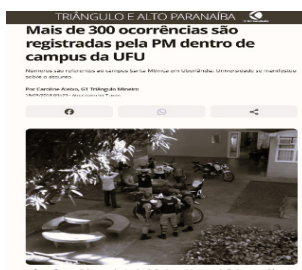 TRIÂNGULO E ALTO PARANAÍBA
Mais de 300 ocorrências são
registradas pela PM dentro de
campus da UFU
Números são referentes ao campus Santa Mônica em Uberlândia. Universidade se manifestou
sobre o assunto.
Por Caroline Aleixo, G1 Triângulo Mineiro